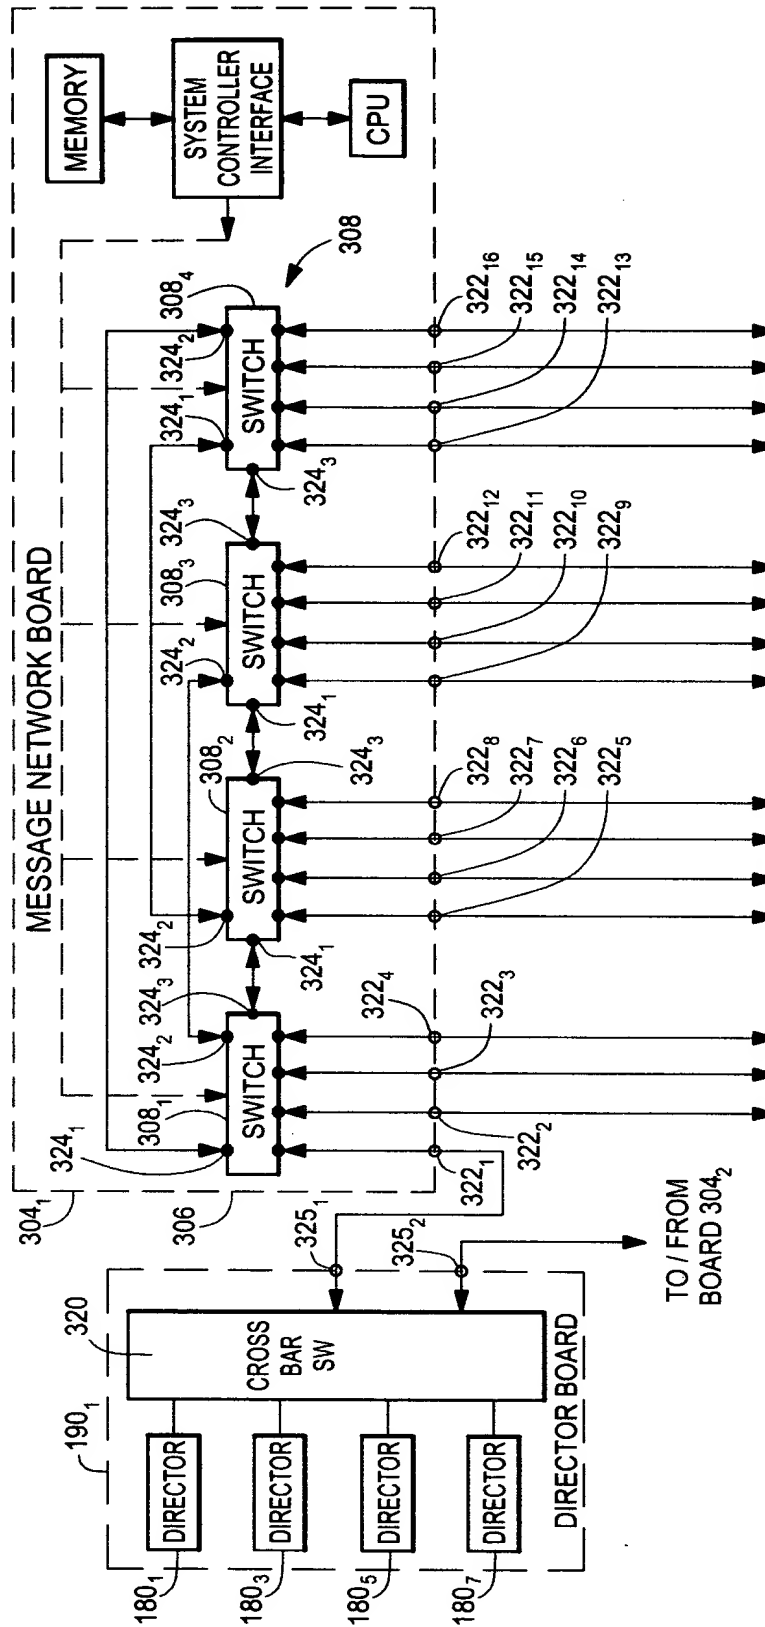 MESSAGE NETWORK BOARD
MEMORY
SYSTEM
CONTROLLER
INTERFACE
CPU
304₁
306
308
324₁
308₁
324₂
324₃
SWITCH
324₂
324₁
308₂
324₃
SWITCH
324₂
324₁
308₃
324₃
SWITCH
324₁
324₂
308₄
324₃
SWITCH
322₁
322₂
322₃
322₄
322₅
322₆
322₇
322₈
322₉
322₁₀
322₁₁
322₁₂
322₁₃
322₁₄
322₁₅
322₁₆
190₁
320
325₁
325₂
CROSS
BAR
SW
DIRECTOR
DIRECTOR
DIRECTOR
DIRECTOR
180₁
180₃
180₅
180₇
DIRECTOR BOARD
TO / FROM
BOARD 304₂